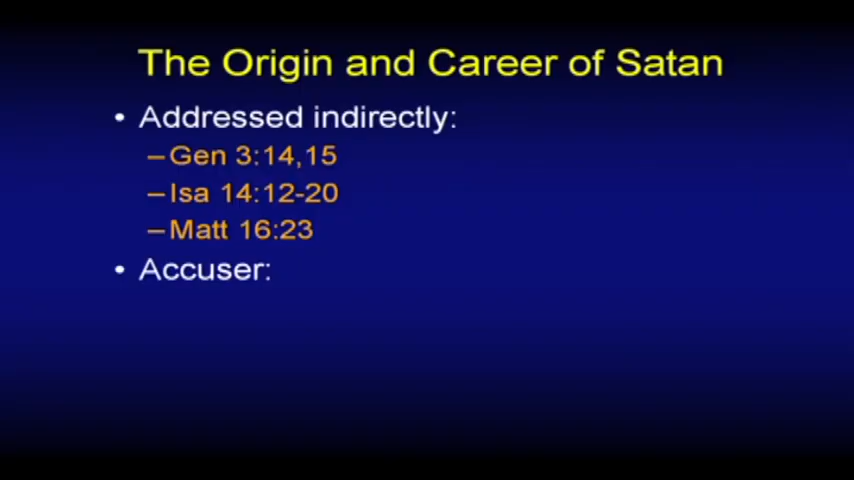 The Origin and Career of Satan
• Addressed indirectly:
–Gen 3:14,15
–Isa 14:12-20
–Matt 16:23
• Accuser: